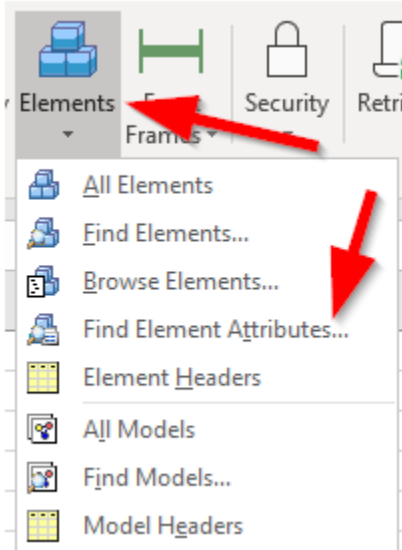 Elements
Frames
Security
Retri
All Elements
Find Elements...
Browse Elements...
Find Element Attributes...
Element Headers
All Models
Find Models...
Model Headers